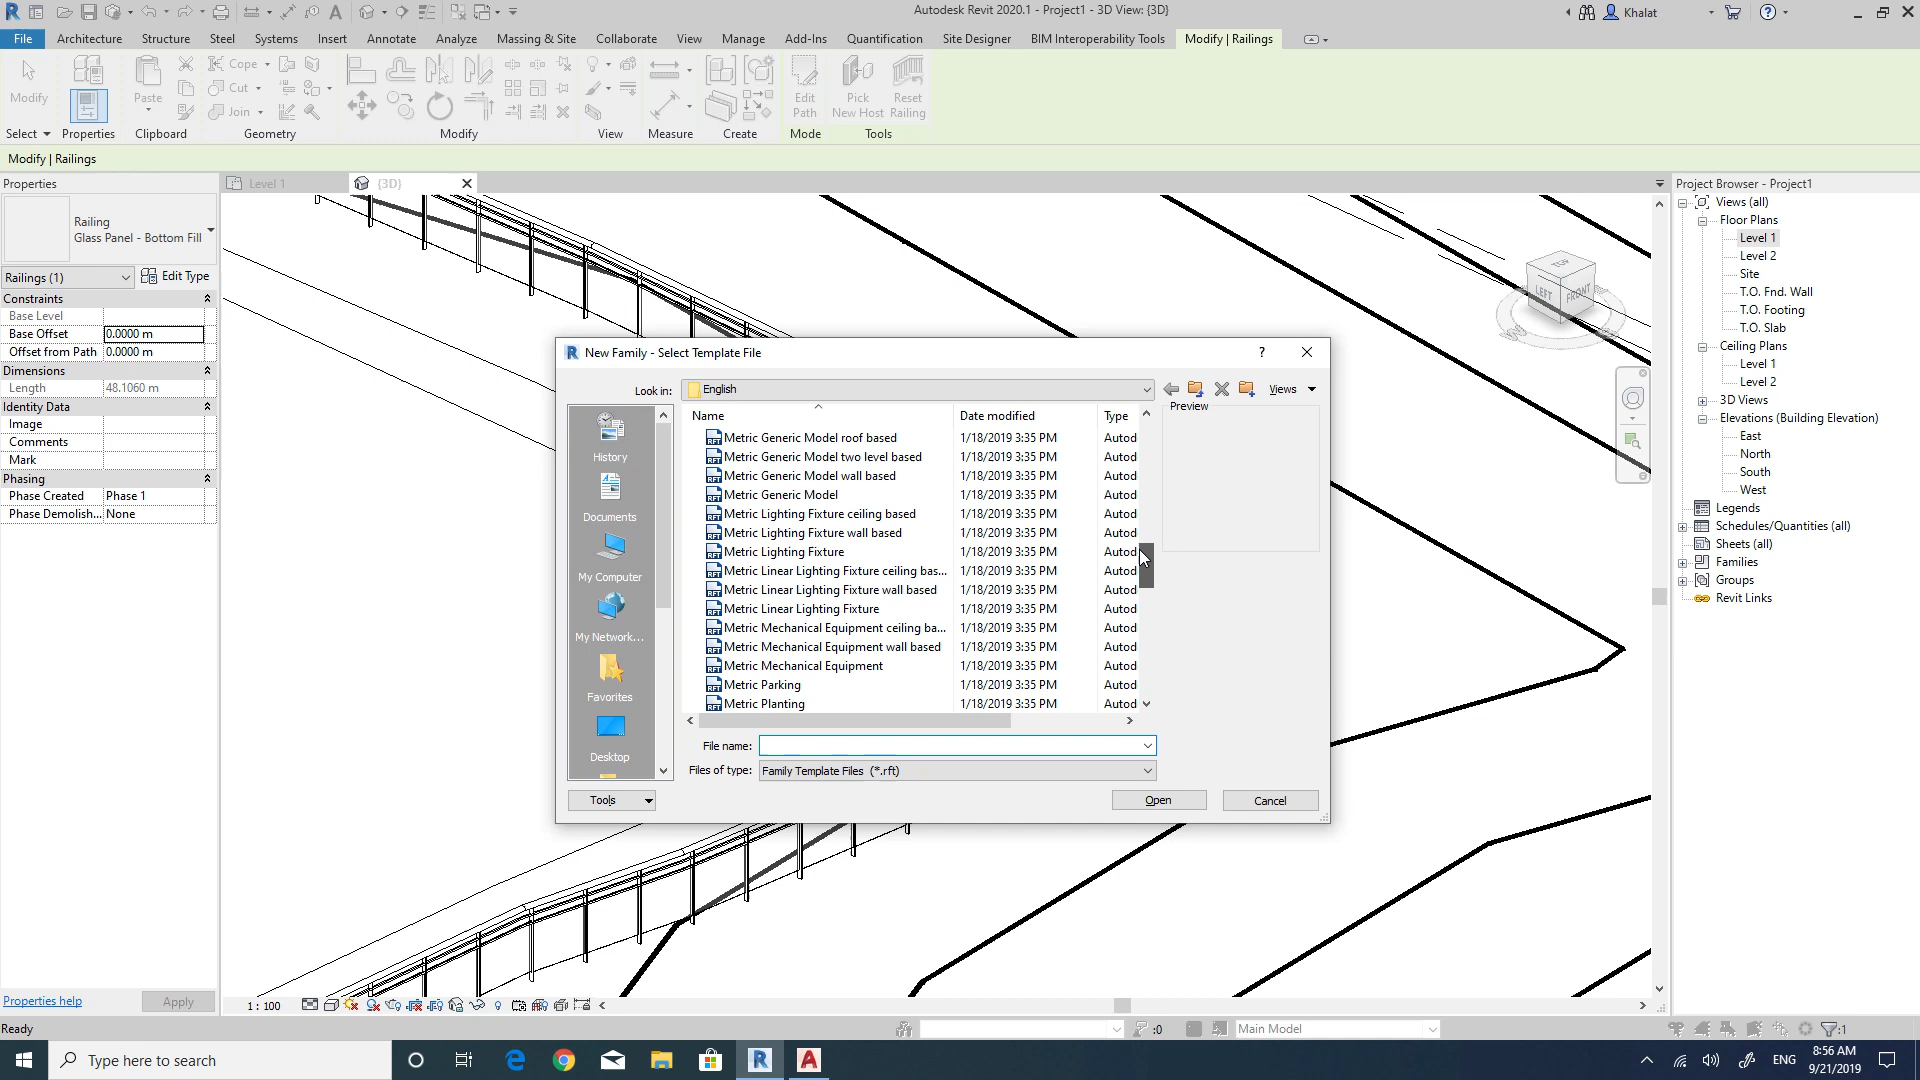 Autodesk Revit 2020.1 - Project1 - 3D View: {3D}
Khalat
File Architecture Structure Steel Systems Insert Annotate Analyze Massing & Site Collaborate View Manage Add-Ins Quantification Site Designer BIM Interoperability Tools Modify | Railings
Modify Paste Cope Cut Join Edit Path Pick New Host Reset Railing
Select Properties Clipboard Geometry Modify View Measure Create Mode Tools
Modify | Railings
Properties
Level 1
{3D}
Project Browser - Project1
Railing
Glass Panel - Bottom Fill
Railings (1)
Edit Type
Constraints
Base Level
Base Offset 0.0000 m
Offset from Path 0.0000 m
Dimensions
Length 48.1060 m
Identity Data
Image
Comments
Mark
Phasing
Phase Created Phase 1
Phase Demolish... None
Properties help
Apply
TOP
LEFT
FRONT
New Family - Select Template File
Look in: English
Views
Preview
History
Documents
My Computer
My Network...
Favorites
Desktop
Name Date modified Type
Metric Generic Model roof based 1/18/2019 3:35 PM Autod
Metric Generic Model two level based 1/18/2019 3:35 PM Autod
Metric Generic Model wall based 1/18/2019 3:35 PM Autod
Metric Generic Model 1/18/2019 3:35 PM Autod
Metric Lighting Fixture ceiling based 1/18/2019 3:35 PM Autod
Metric Lighting Fixture wall based 1/18/2019 3:35 PM Autod
Metric Lighting Fixture 1/18/2019 3:35 PM Autod
Metric Linear Lighting Fixture ceiling bas... 1/18/2019 3:35 PM Autod
Metric Linear Lighting Fixture wall based 1/18/2019 3:35 PM Autod
Metric Linear Lighting Fixture 1/18/2019 3:35 PM Autod
Metric Mechanical Equipment ceiling ba... 1/18/2019 3:35 PM Autod
Metric Mechanical Equipment wall based 1/18/2019 3:35 PM Autod
Metric Mechanical Equipment 1/18/2019 3:35 PM Autod
Metric Parking 1/18/2019 3:35 PM Autod
Metric Planting 1/18/2019 3:35 PM Autod
File name:
Files of type: Family Template Files (*.rft)
Tools
Open
Cancel
Views (all)
Floor Plans
Level 1
Level 2
Site
T.O. Fnd. Wall
T.O. Footing
T.O. Slab
Ceiling Plans
Level 1
Level 2
3D Views
Elevations (Building Elevation)
East
North
South
West
Legends
Schedules/Quantities (all)
Sheets (all)
Families
Groups
Revit Links
1 : 100
Ready
:0
Main Model
:1
Type here to search
ENG
8:56 AM
9/21/2019